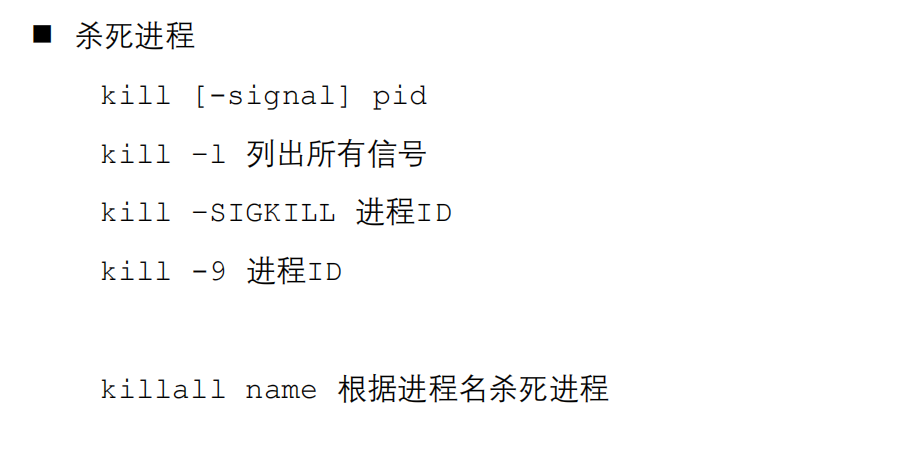 ■ 杀死进程
kill [-signal] pid
kill –l 列出所有信号
kill –SIGKILL 进程ID
kill -9 进程ID
killall name 根据进程名杀死进程